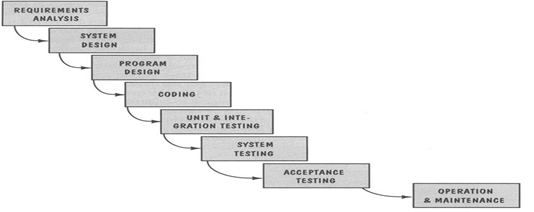 REQUIREMENTS
ANALYSIS
SYSTEM
DESIGN
PROGRAM
DESIGN
CODING
UNIT & INTE-
GRATION TESTING
SYSTEM
TESTING
ACCEPTANCE
TESTING
OPERATION
& MAINTENANCE